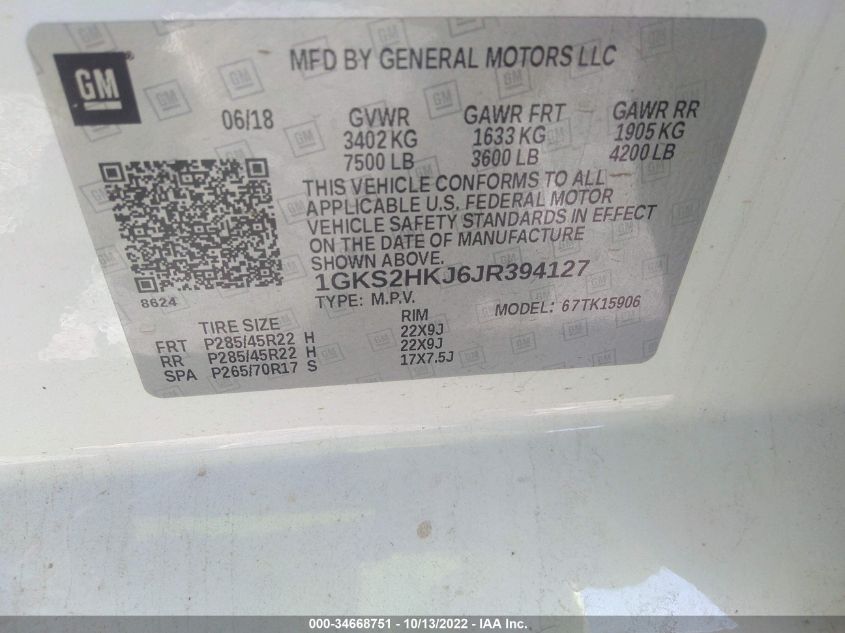 GM
MFD BY GENERAL MOTORS LLC
06/18
GVWR
3402 KG
7500 LB
GAWR FRT
1633 KG
3600 LB
GAWR RR
1905 KG
4200 LB
THIS VEHICLE CONFORMS TO ALL
APPLICABLE U.S. FEDERAL MOTOR
VEHICLE SAFETY STANDARDS IN EFFECT
ON THE DATE OF MANUFACTURE
SHOWN ABOVE.
1GKS2HKJ6JR394127
8624
TYPE: M.P.V.
MODEL: 67TK15906
TIRE SIZE
RIM
FRT P285/45R22 H 22X9J
RR P285/45R22 H 22X9J
SPA P265/70R17 S 17X7.5J
000-34668751 | 10/13/2022 - IAA Inc.